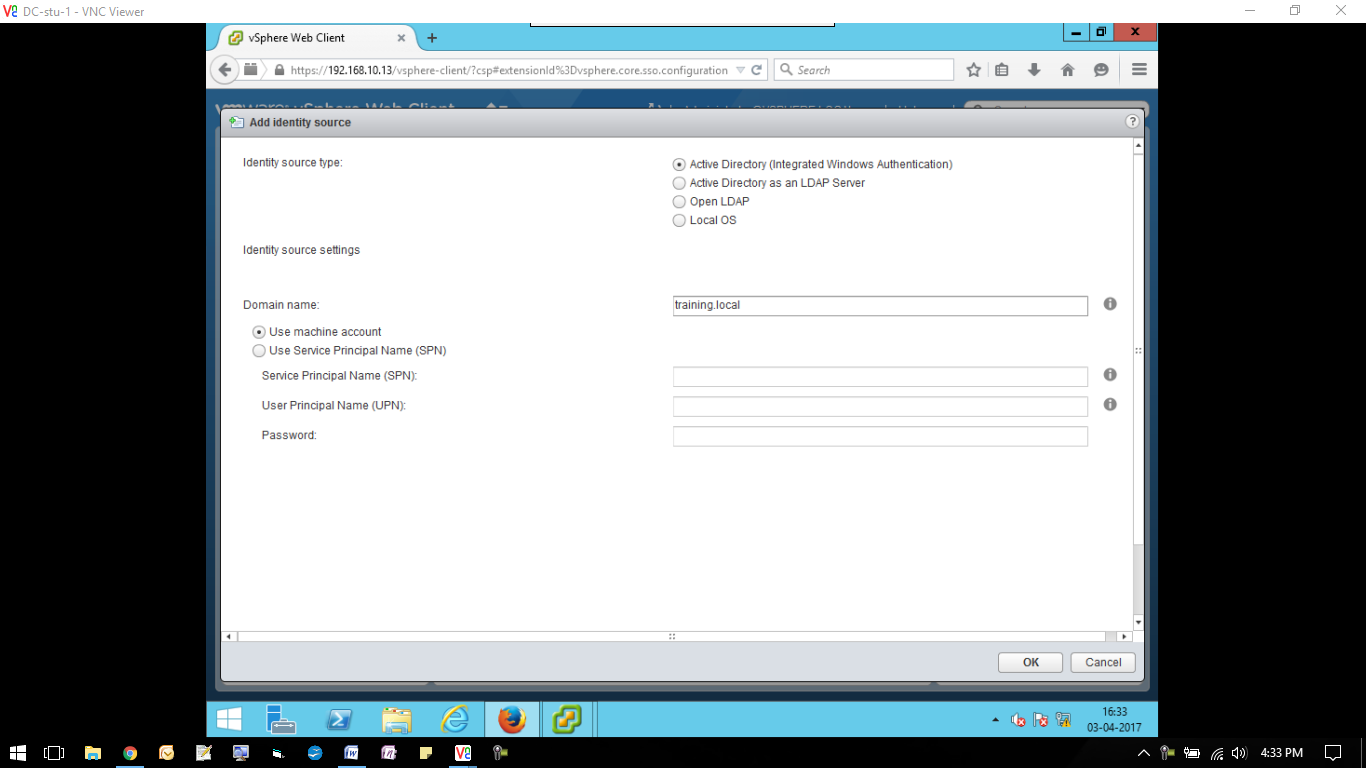 DC-stu-1 - VNC Viewer
vSphere Web Client
https://192.168.10.13/vsphere-client/?csp#extensionId%3Dvsphere.core.sso.configuration
Search
Add identity source
Identity source type:
Active Directory (Integrated Windows Authentication)
Active Directory as an LDAP Server
Open LDAP
Local OS
Identity source settings
Domain name:
training.local
Use machine account
Use Service Principal Name (SPN)
Service Principal Name (SPN):
User Principal Name (UPN):
Password:
OK
Cancel
16:33
03-04-2017
4:33 PM